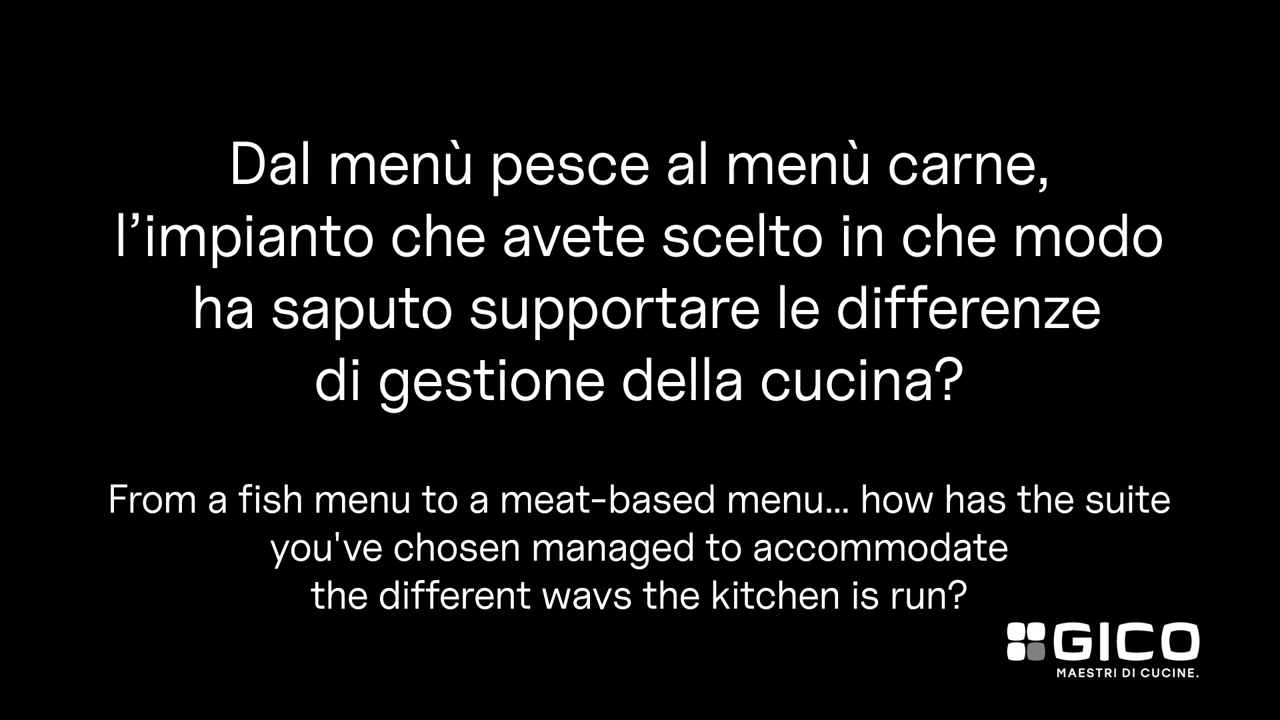 Dal menù pesce al menù carne,
l’impianto che avete scelto in che modo
ha saputo supportare le differenze
di gestione della cucina?
From a fish menu to a meat-based menu... how has the suite
you've chosen managed to accommodate
the different ways the kitchen is run?
GICO
MAESTRI DI CUCINE.